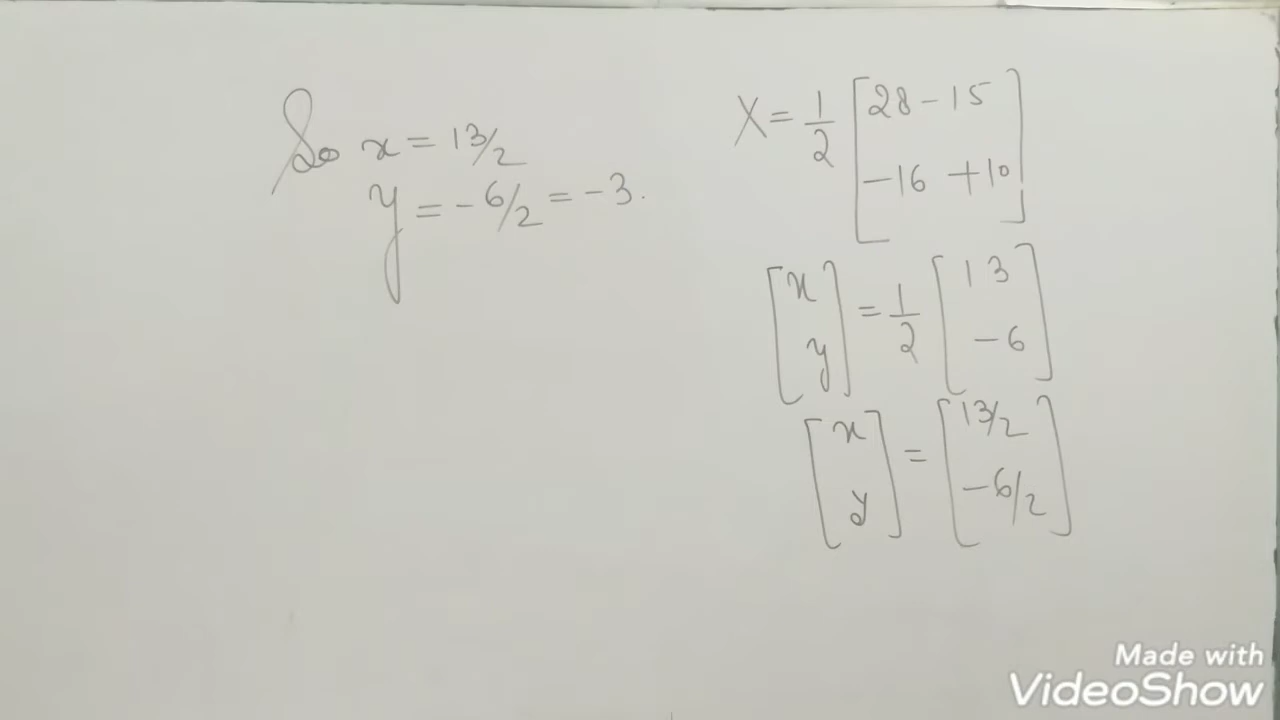 So x = 13/2
y = -6/2 = -3.
X = 1/2 [28 - 15
-16 + 10]
[x
y] = 1/2 [13
-6]
[x
y] = [13/2
-6/2]
Made with
VideoShow